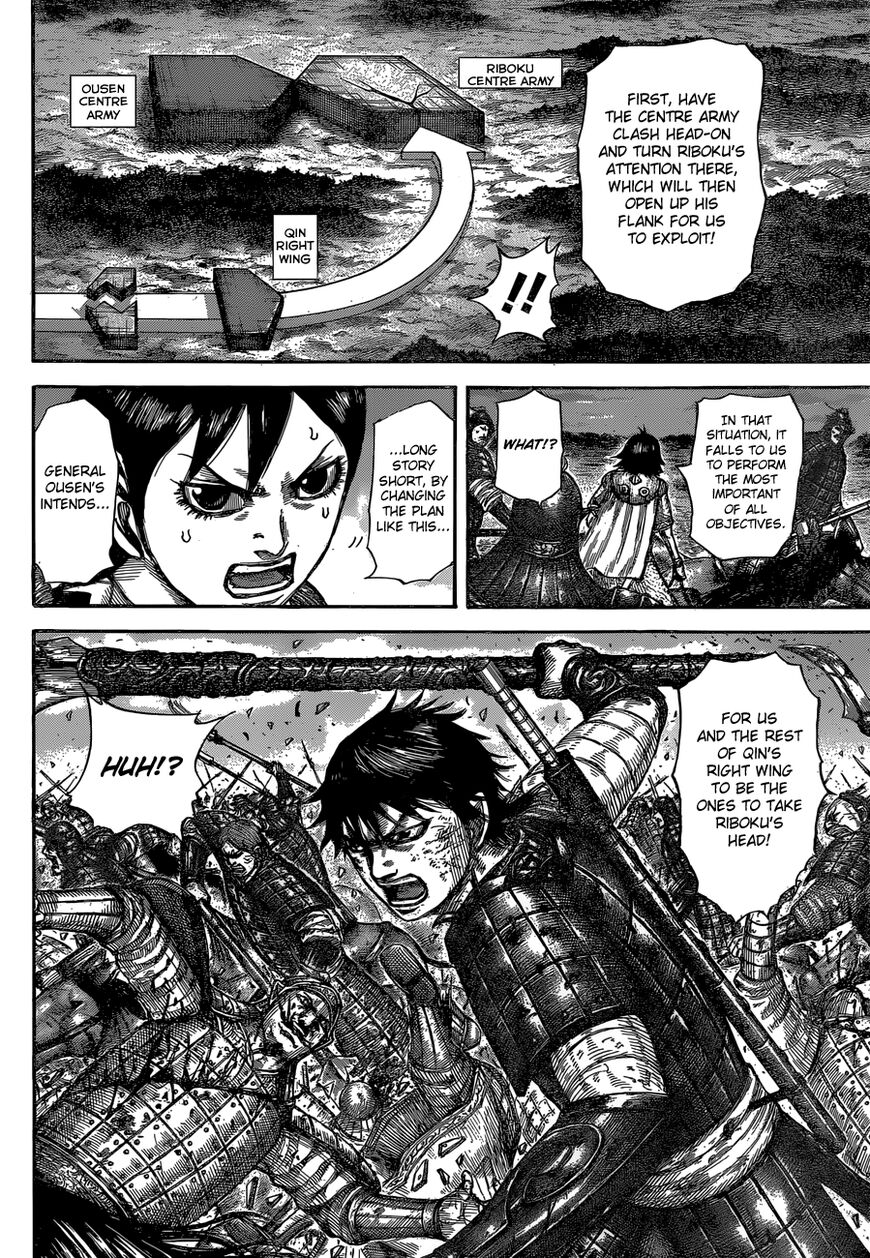 FIRST, HAVE
THE CENTRE ARMY
CLASH HEAD-ON
AND TURN RIBOKU'S
ATTENTION THERE,
WHICH WILL THEN
OPEN UP HIS
FLANK FOR US
TO EXPLOIT!
RIBOKU
CENTRE ARMY
OUSEN
CENTRE
ARMY
QIN
RIGHT
WING
!!
IN THAT
SITUATION, IT
FALLS TO US
TO PERFORM
THE MOST
IMPORTANT
OF ALL
OBJECTIVES.
WHAT!?
...LONG
STORY
SHORT, BY
CHANGING
THE PLAN
LIKE THIS...
GENERAL
OUSEN'S
INTENDS...
FOR US
AND THE REST
OF QIN'S
RIGHT WING
TO BE THE
ONES TO TAKE
RIBOKU'S
HEAD!
HUH!?